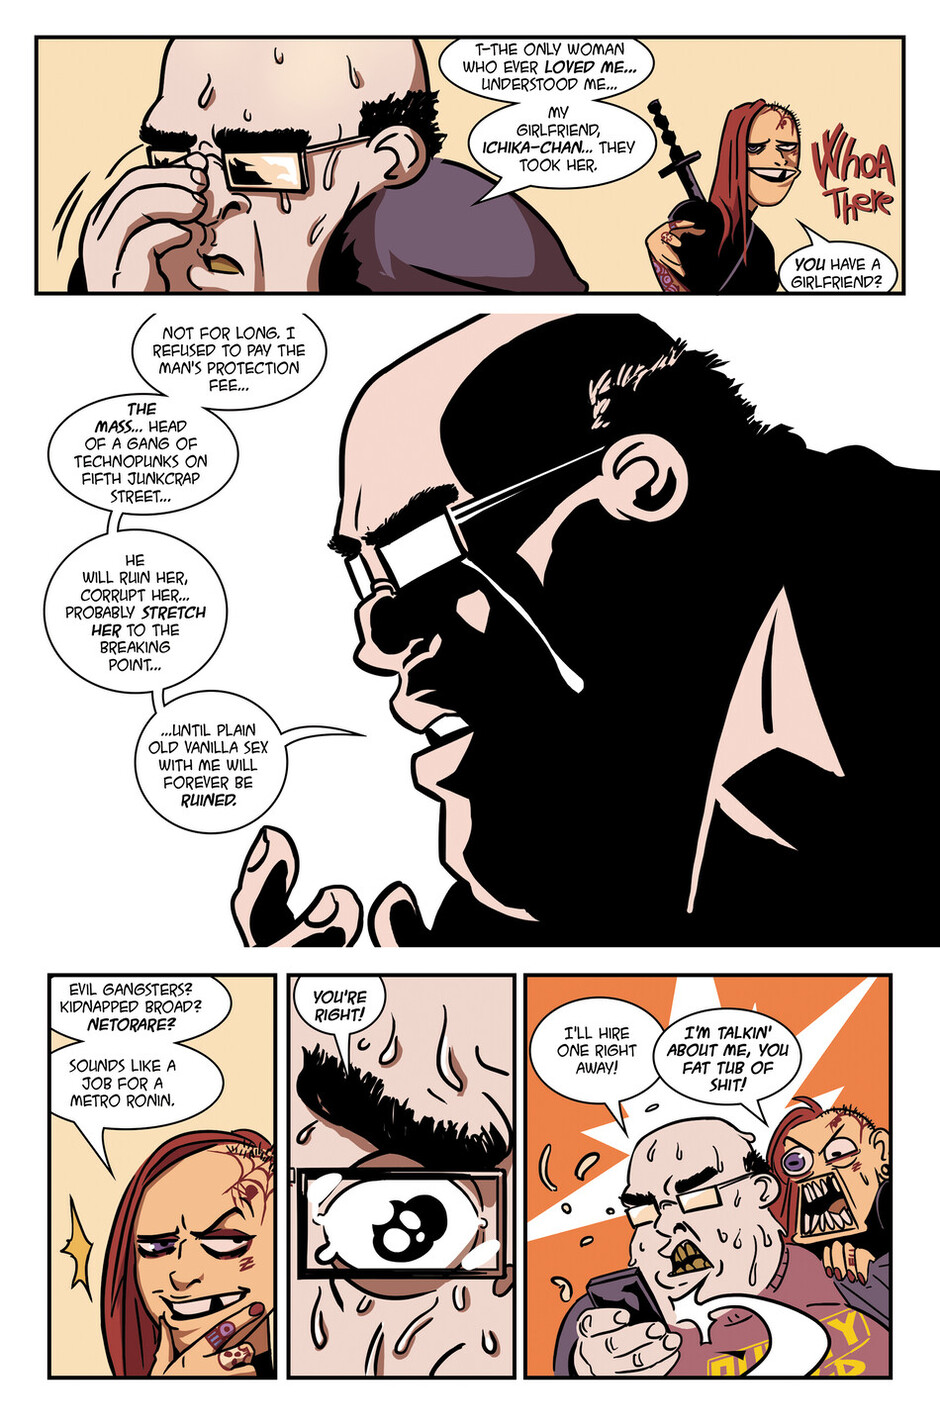 T-THE ONLY WOMAN
WHO EVER LOVED ME...
UNDERSTOOD ME...
MY
GIRLFRIEND,
ICHIKA-CHAN... THEY
TOOK HER.
WHOA
THERE
YOU HAVE A
GIRLFRIEND?
NOT FOR LONG. I
REFUSED TO PAY THE
MAN'S PROTECTION
FEE...
THE
MASS... HEAD
OF A GANG OF
TECHNOPUNKS ON
FIFTH JUNKCRAP
STREET...
HE
WILL RUIN HER,
CORRUPT HER...
PROBABLY STRETCH
HER TO THE
BREAKING
POINT...
...UNTIL PLAIN
OLD VANILLA SEX
WITH ME WILL
FOREVER BE
RUINED.
EVIL GANGSTERS?
KIDNAPPED BROAD?
NETORARE?
SOUNDS LIKE A
JOB FOR A
METRO RONIN.
YOU'RE
RIGHT!
I'LL HIRE
ONE RIGHT
AWAY!
I'M TALKIN'
ABOUT ME, YOU
FAT TUB OF
SHIT!